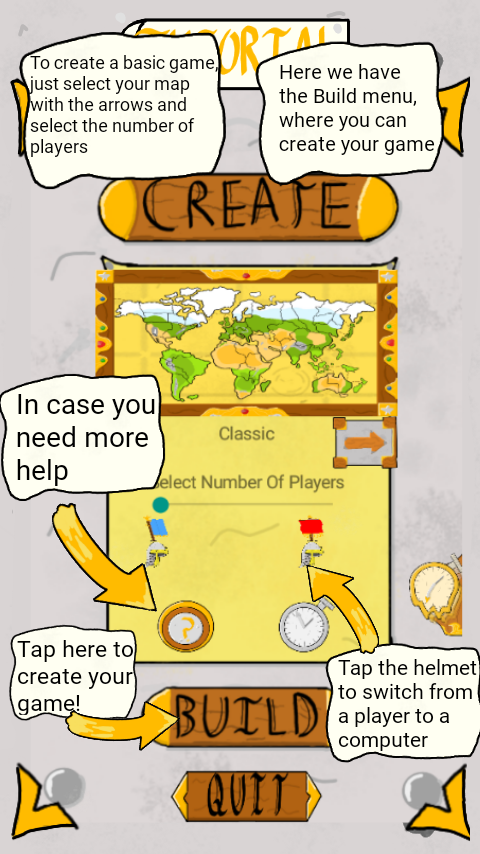 To create a basic game,
just select your map
with the arrows and
select the number of
players
Here we have
the Build menu,
where you can
create your game
CREATE
In case you
need more
help
Classic
Select Number Of Players
Tap here to
create your
game!
Tap the helmet
to switch from
a player to a
computer
BUILD
QUIT